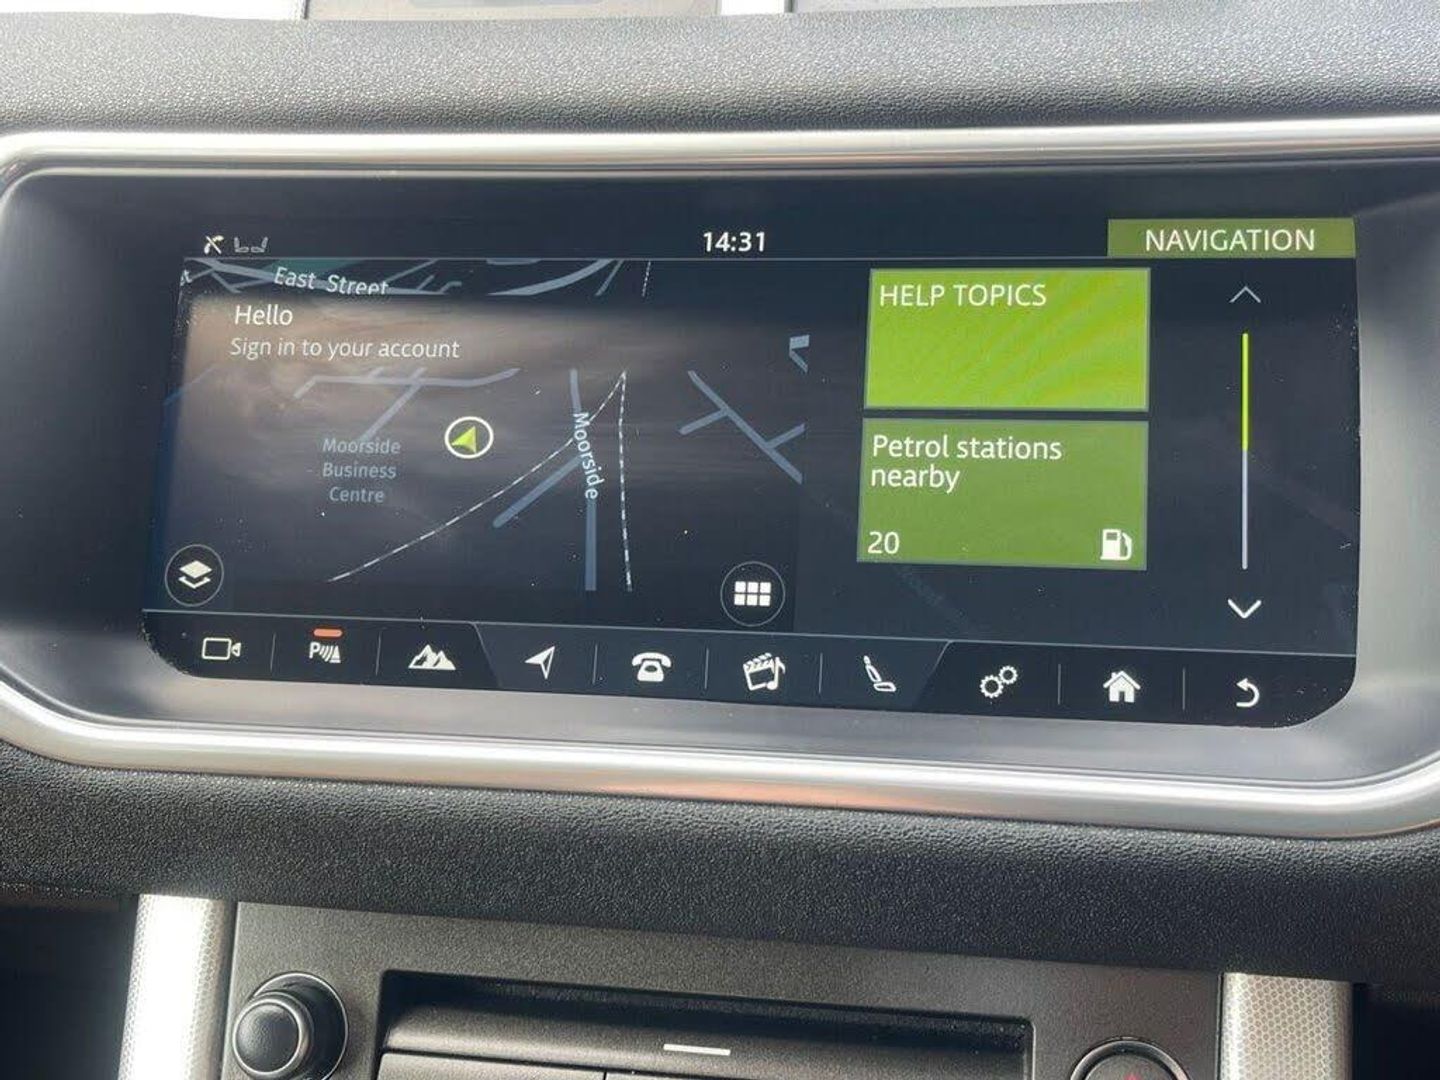 14:31
NAVIGATION
East Street
Hello
Sign in to your account
Moorside
Business
Centre
Moorside
HELP TOPICS
Petrol stations
nearby
20
P